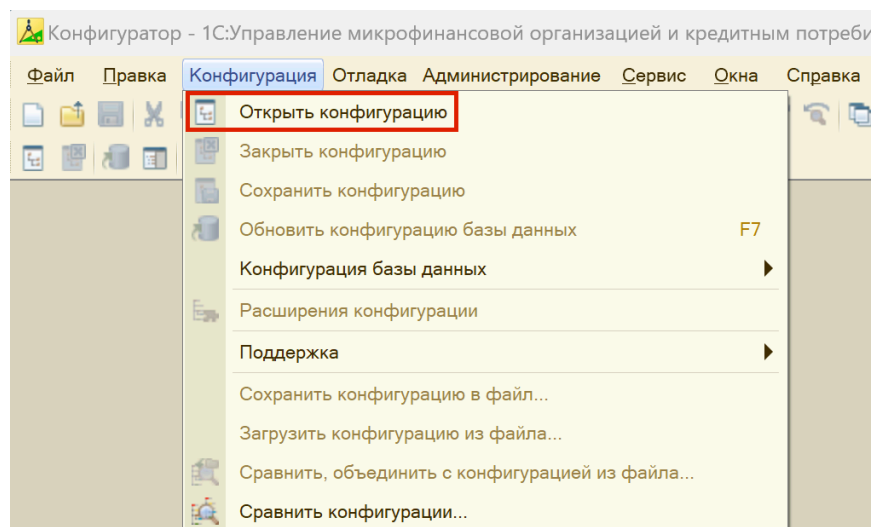 Конфигуратор - 1С:Управление микрофинансовой организацией и кредитным потреби
Файл Правка Конфигурация Отладка Администрирование Сервис Окна Справка
Открыть конфигурацию
Закрыть конфигурацию
Сохранить конфигурацию
Обновить конфигурацию базы данных F7
Конфигурация базы данных
Расширения конфигурации
Поддержка
Сохранить конфигурацию в файл...
Загрузить конфигурацию из файла...
Сравнить, объединить с конфигурацией из файла...
Сравнить конфигурации...